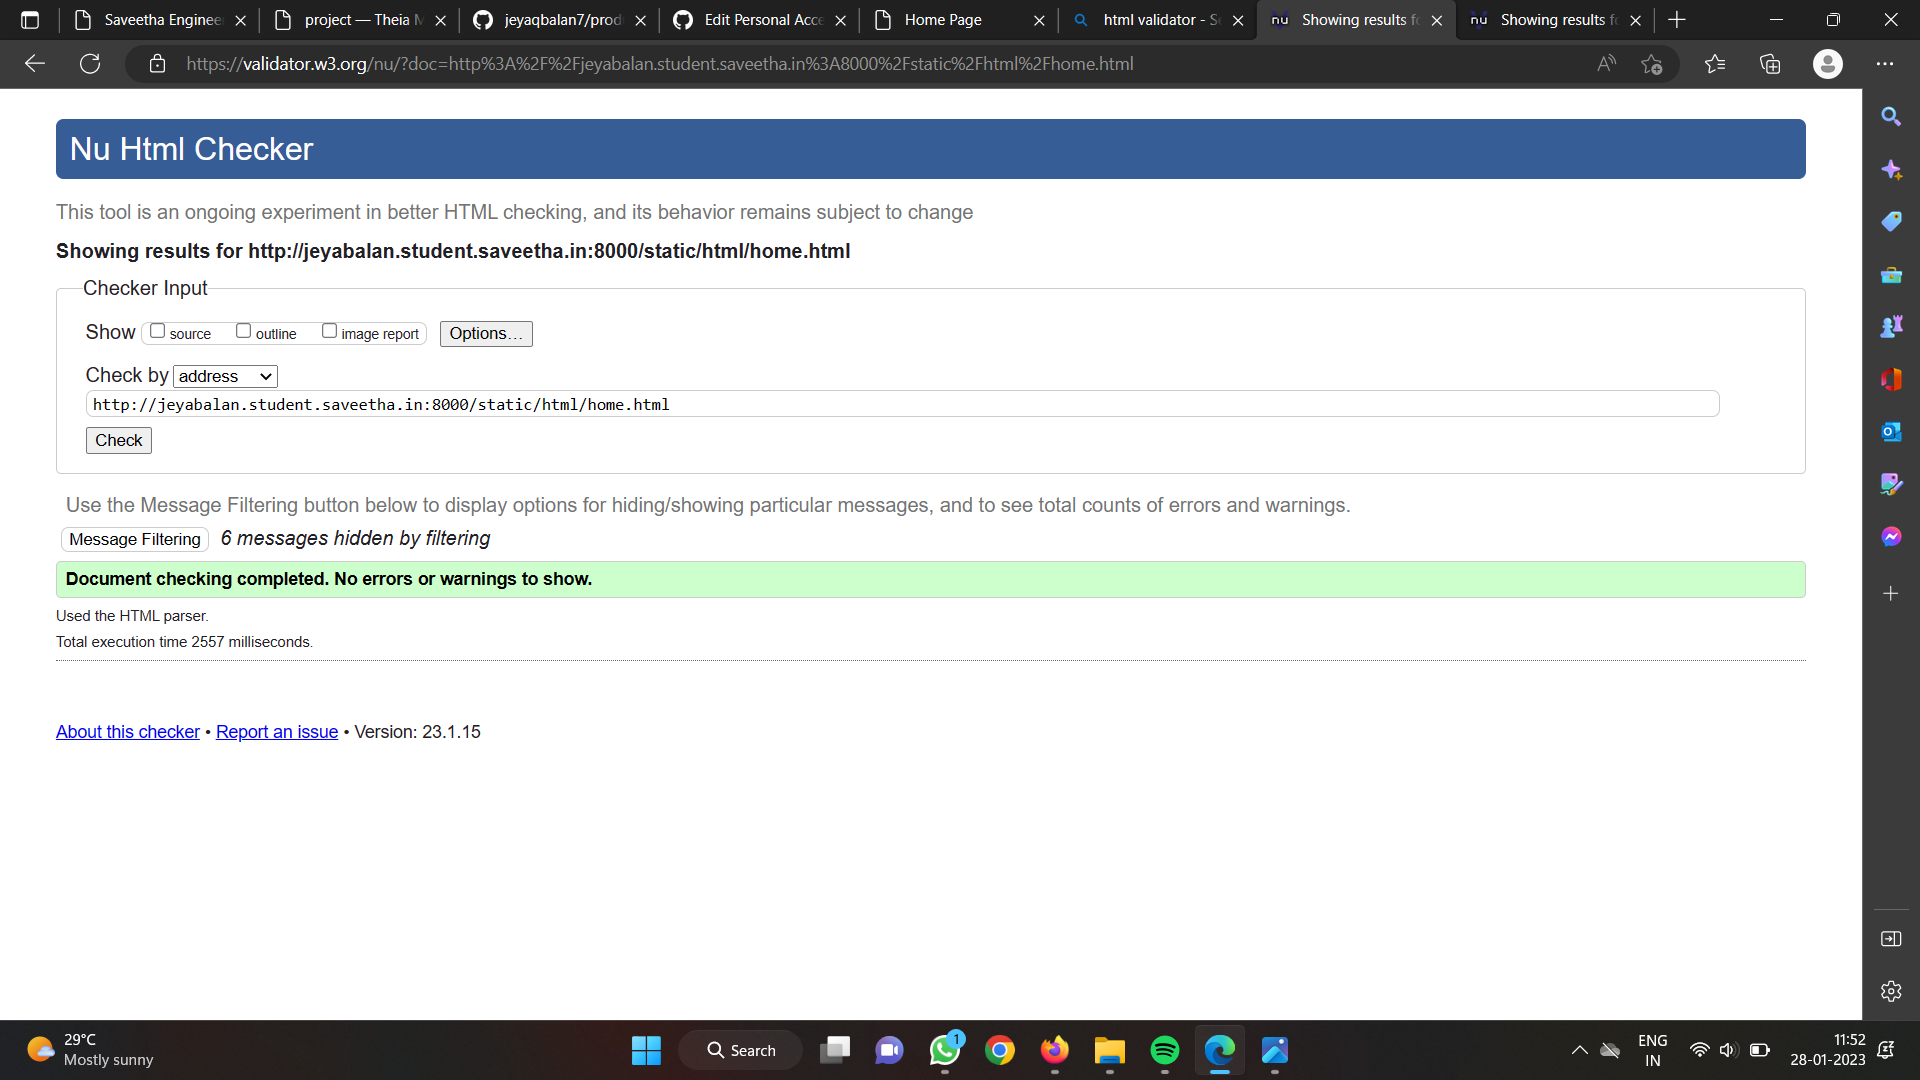 Saveetha Enginee
project — Theia M
jeyaqbalan7/prod
Edit Personal Acce
Home Page
html validator - Se
Showing results fo
Showing results fo
https://validator.w3.org/nu/?doc=http%3A%2F%2Fjeyabalan.student.saveetha.in%3A8000%2Fstatic%2Fhtml%2Fhome.html
Nu Html Checker
This tool is an ongoing experiment in better HTML checking, and its behavior remains subject to change
Showing results for http://jeyabalan.student.saveetha.in:8000/static/html/home.html
Checker Input
Show source outline image report Options...
Check by address
http://jeyabalan.student.saveetha.in:8000/static/html/home.html
Check
Use the Message Filtering button below to display options for hiding/showing particular messages, and to see total counts of errors and warnings.
Message Filtering 6 messages hidden by filtering
Document checking completed. No errors or warnings to show.
Used the HTML parser.
Total execution time 2557 milliseconds.
About this checker • Report an issue • Version: 23.1.15
29°C
Mostly sunny
Search
1
ENG
IN
11:52
28-01-2023